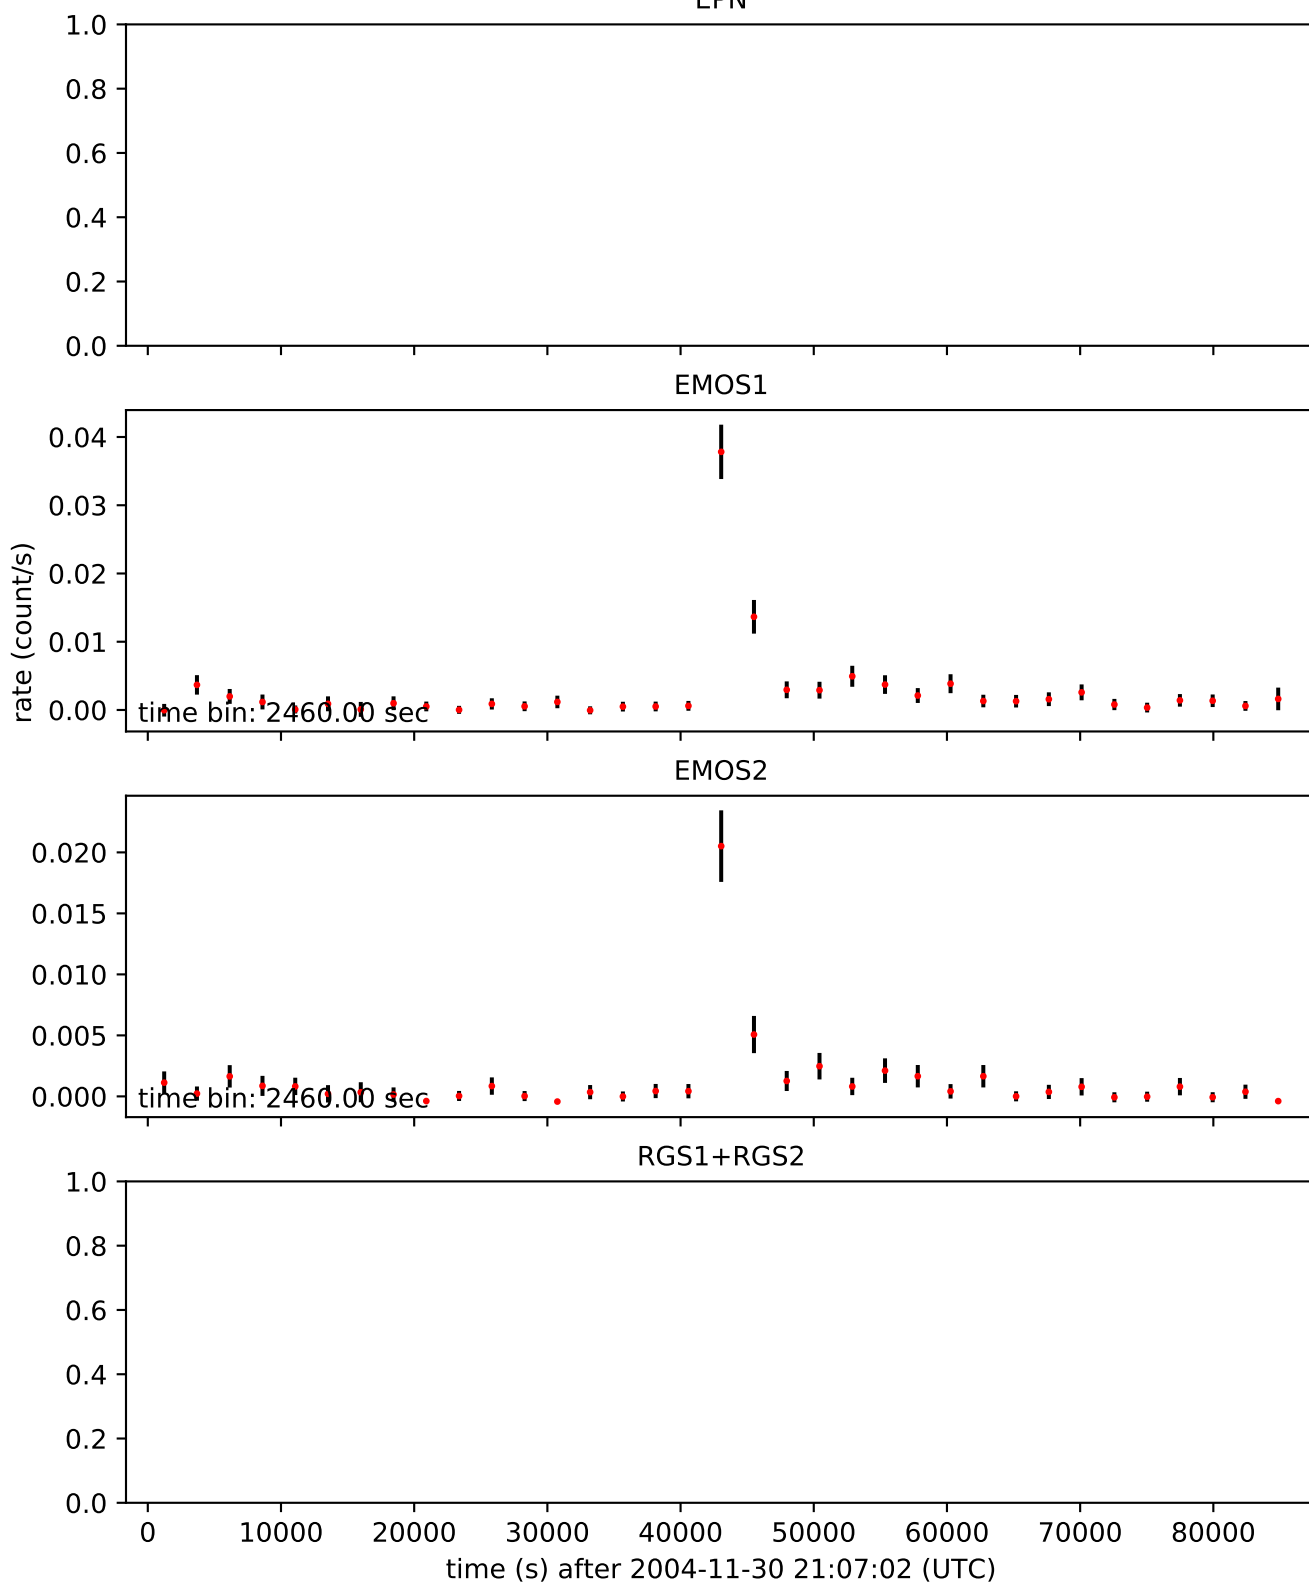 EPN
1.0
0.8
0.6
0.4
0.2
0.0
EMOS1
0.04
0.03
0.02
0.01
0.00
rate (count/s)
time bin: 2460.00 sec
EMOS2
0.020
0.015
0.010
0.005
0.000
time bin: 2460.00 sec
RGS1+RGS2
1.0
0.8
0.6
0.4
0.2
0.0
0 10000 20000 30000 40000 50000 60000 70000 80000
time (s) after 2004-11-30 21:07:02 (UTC)